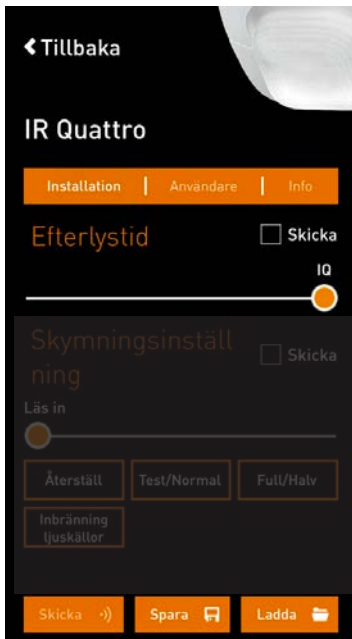 Tillbaka
IR Quattro
Installation | Användare | Info
Efterlystid Skicka
IQ
Skymningsinställ
ning Skicka
Läs in
Återställ Test/Normal Full/Halv
Inbränning
ljuskällor
Skicka Spara Ladda